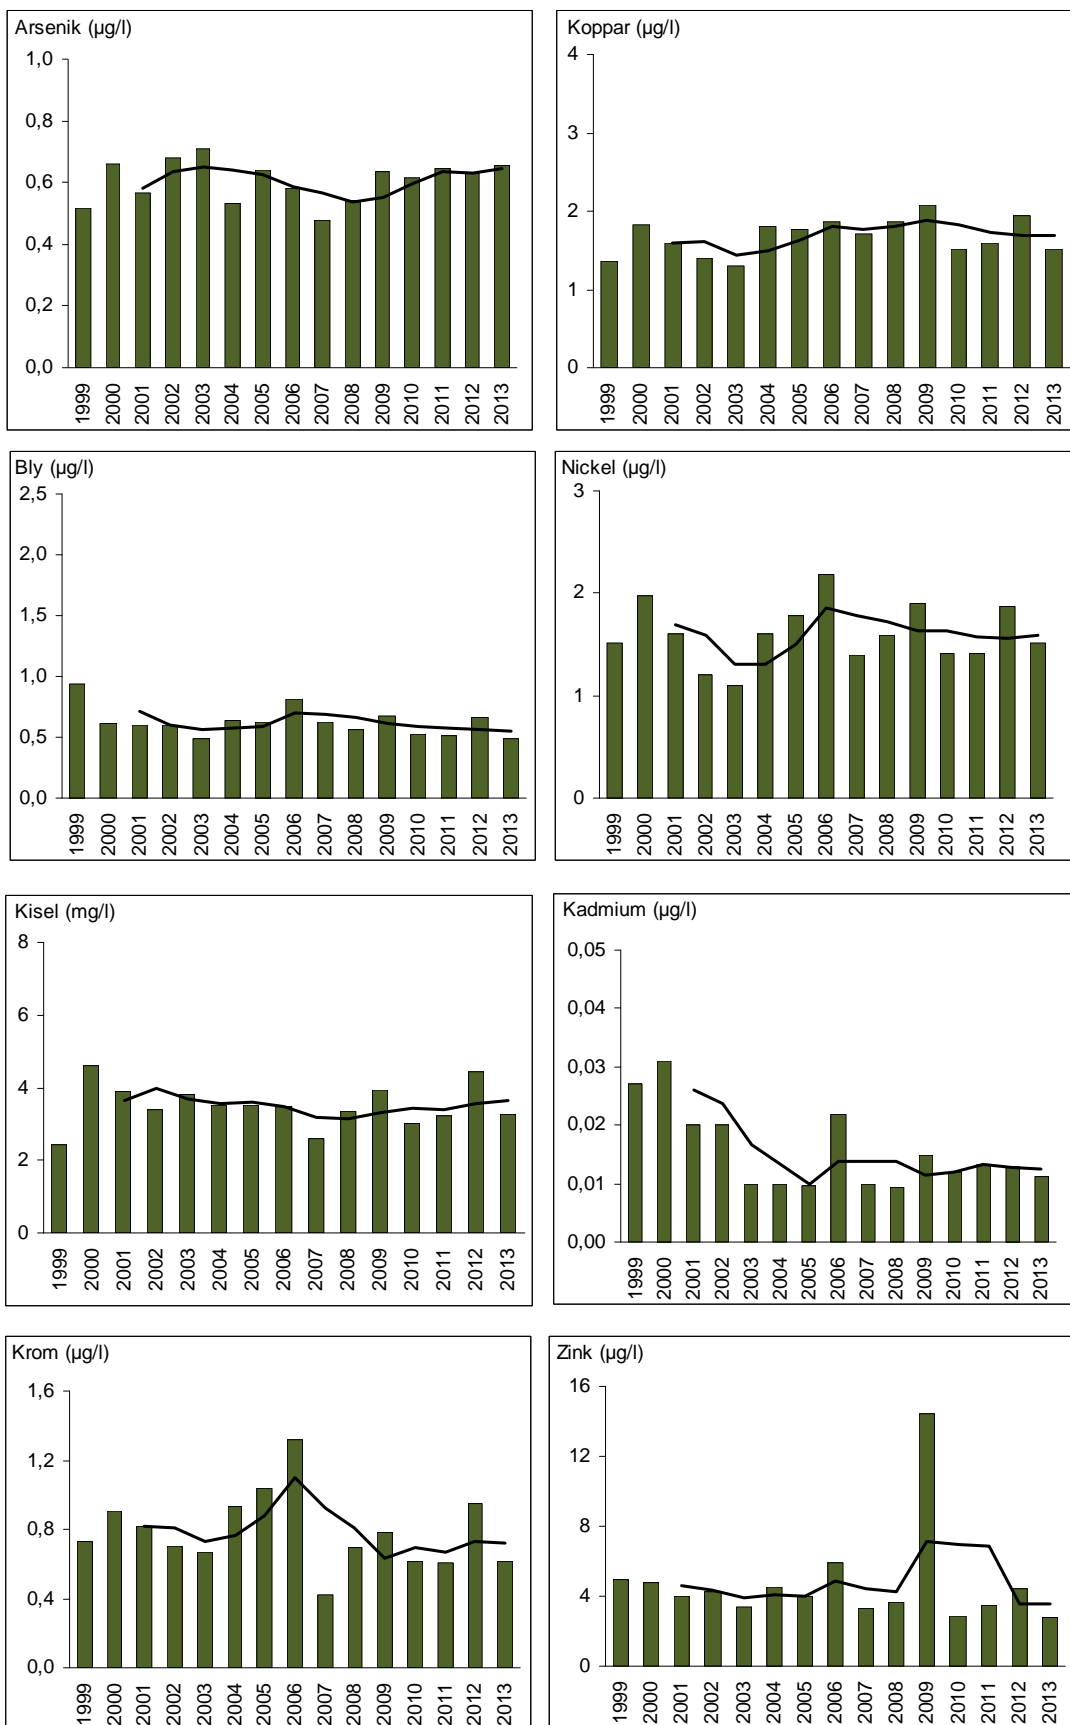 Arsenik (µg/l)
1,0
0,8
0,6
0,4
0,2
0,0
1999 2000 2001 2002 2003 2004 2005 2006 2007 2008 2009 2010 2011 2012 2013
Koppar (µg/l)
4
3
2
1
0
1999 2000 2001 2002 2003 2004 2005 2006 2007 2008 2009 2010 2011 2012 2013
Bly (µg/l)
2,5
2,0
1,5
1,0
0,5
0,0
1999 2000 2001 2002 2003 2004 2005 2006 2007 2008 2009 2010 2011 2012 2013
Nickel (µg/l)
3
2
1
0
1999 2000 2001 2002 2003 2004 2005 2006 2007 2008 2009 2010 2011 2012 2013
Kisel (mg/l)
8
6
4
2
0
1999 2000 2001 2002 2003 2004 2005 2006 2007 2008 2009 2010 2011 2012 2013
Kadmium (µg/l)
0,05
0,04
0,03
0,02
0,01
0,00
1999 2000 2001 2002 2003 2004 2005 2006 2007 2008 2009 2010 2011 2012 2013
Krom (µg/l)
1,6
1,2
0,8
0,4
0,0
1999 2000 2001 2002 2003 2004 2005 2006 2007 2008 2009 2010 2011 2012 2013
Zink (µg/l)
16
12
8
4
0
1999 2000 2001 2002 2003 2004 2005 2006 2007 2008 2009 2010 2011 2012 2013